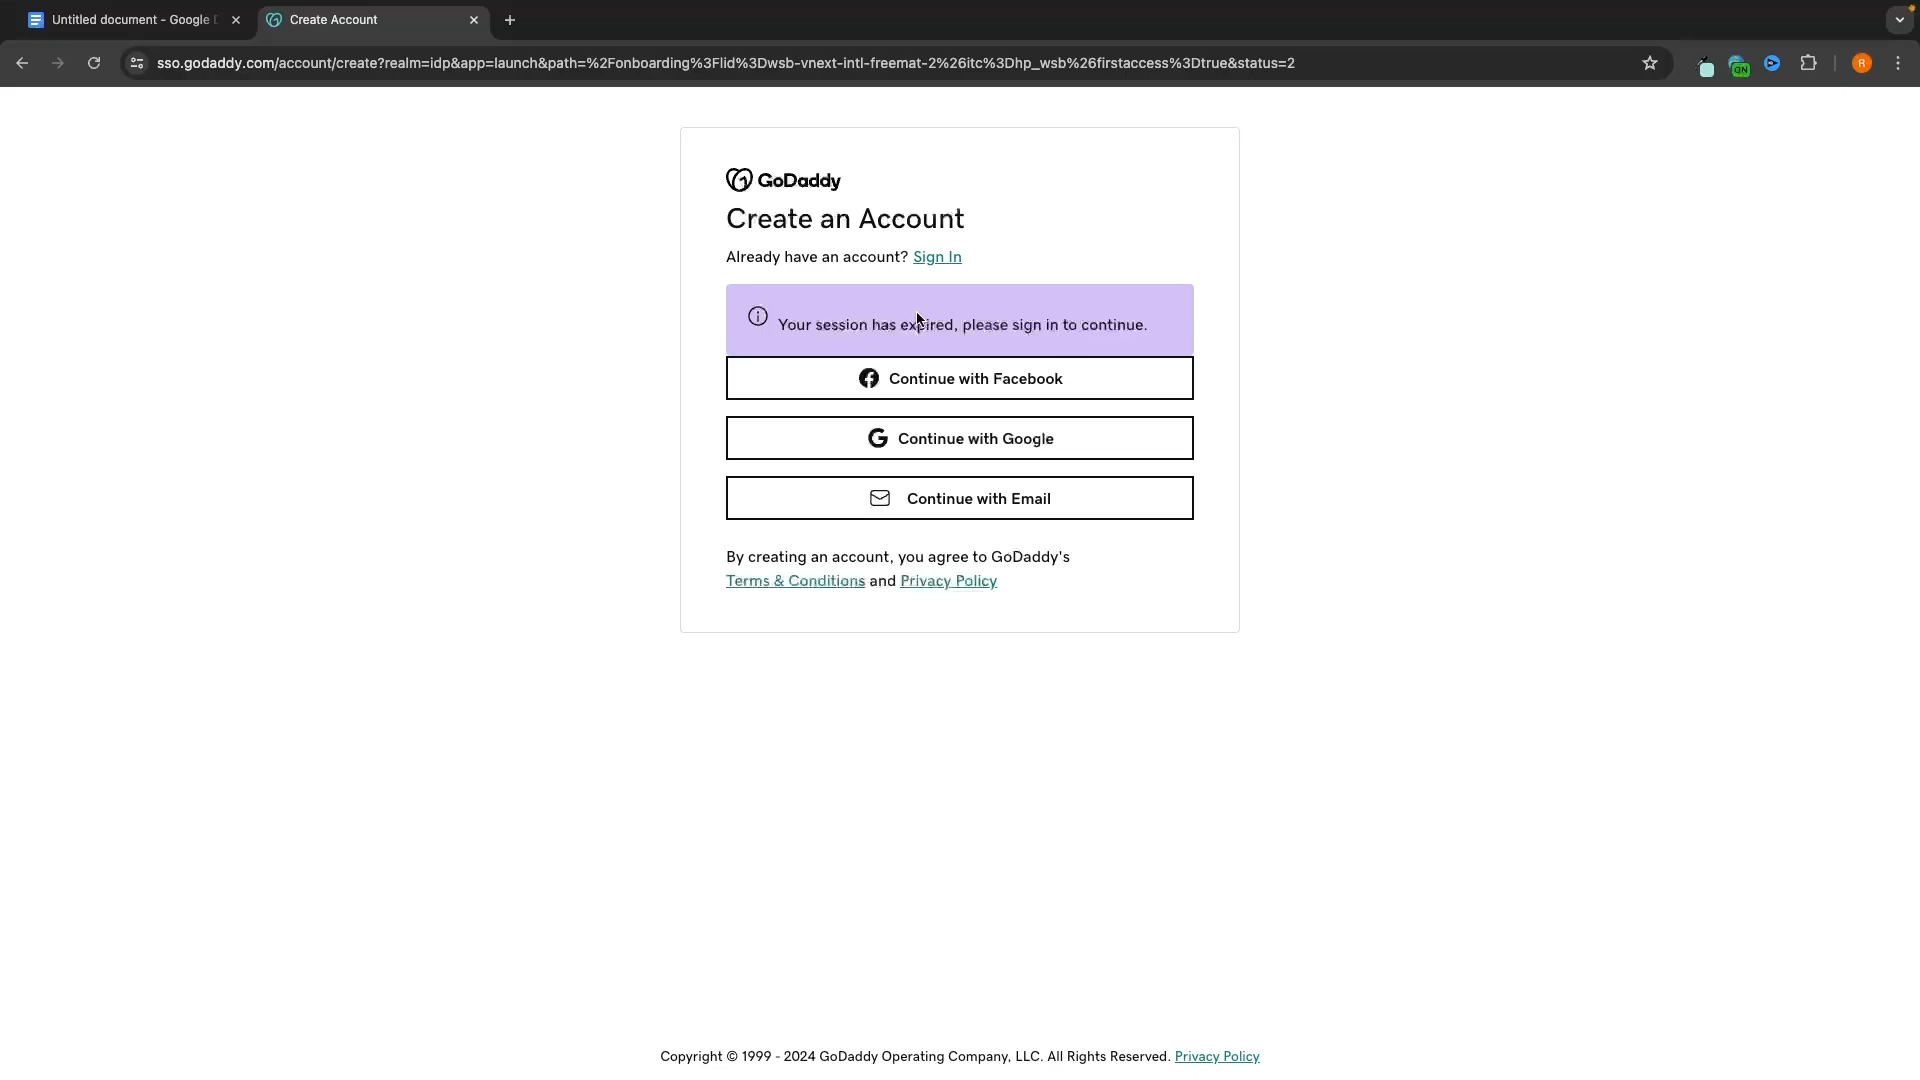 Untitled document - Google D
Create Account
sso.godaddy.com/account/create?realm=idp&app=launch&path=%2Fonboarding%3Flid%3Dwsb-vnext-intl-freemat-2%26itc%3Dhp_wsb%26firstaccess%3Dtrue&status=2
R
GoDaddy
Create an Account
Already have an account? Sign In
Your session has expired, please sign in to continue.
Continue with Facebook
Continue with Google
Continue with Email
By creating an account, you agree to GoDaddy's
Terms & Conditions and Privacy Policy
Copyright © 1999 - 2024 GoDaddy Operating Company, LLC. All Rights Reserved. Privacy Policy